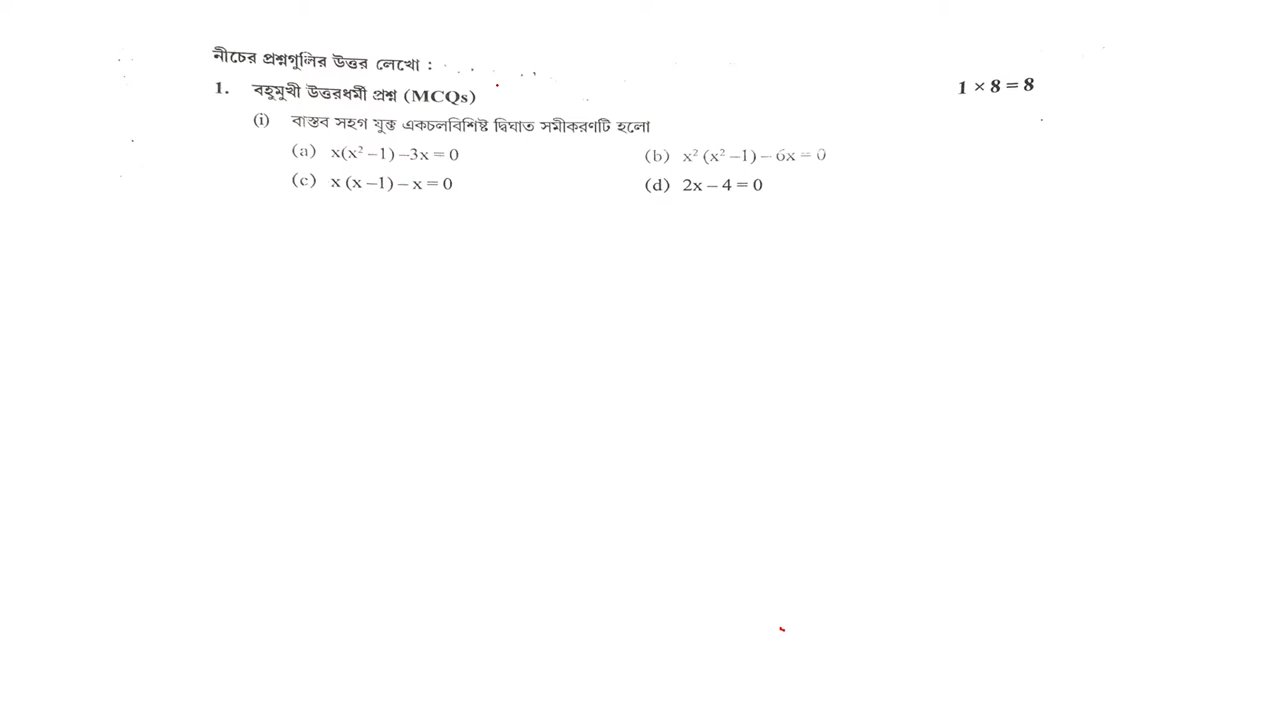 নীচের প্রশ্নগুলির উত্তর লেখো :
1. বহুমুখী উত্তরধর্মী প্রশ্ন (MCQs) 1 × 8 = 8
(i) বাস্তব সহগ যুক্ত একচলবিশিষ্ট দ্বিঘাত সমীকরণটি হলো
(a) x(x² –1) –3x = 0 (b) x² (x² –1) – 6x = 0
(c) x (x –1) – x = 0 (d) 2x – 4 = 0